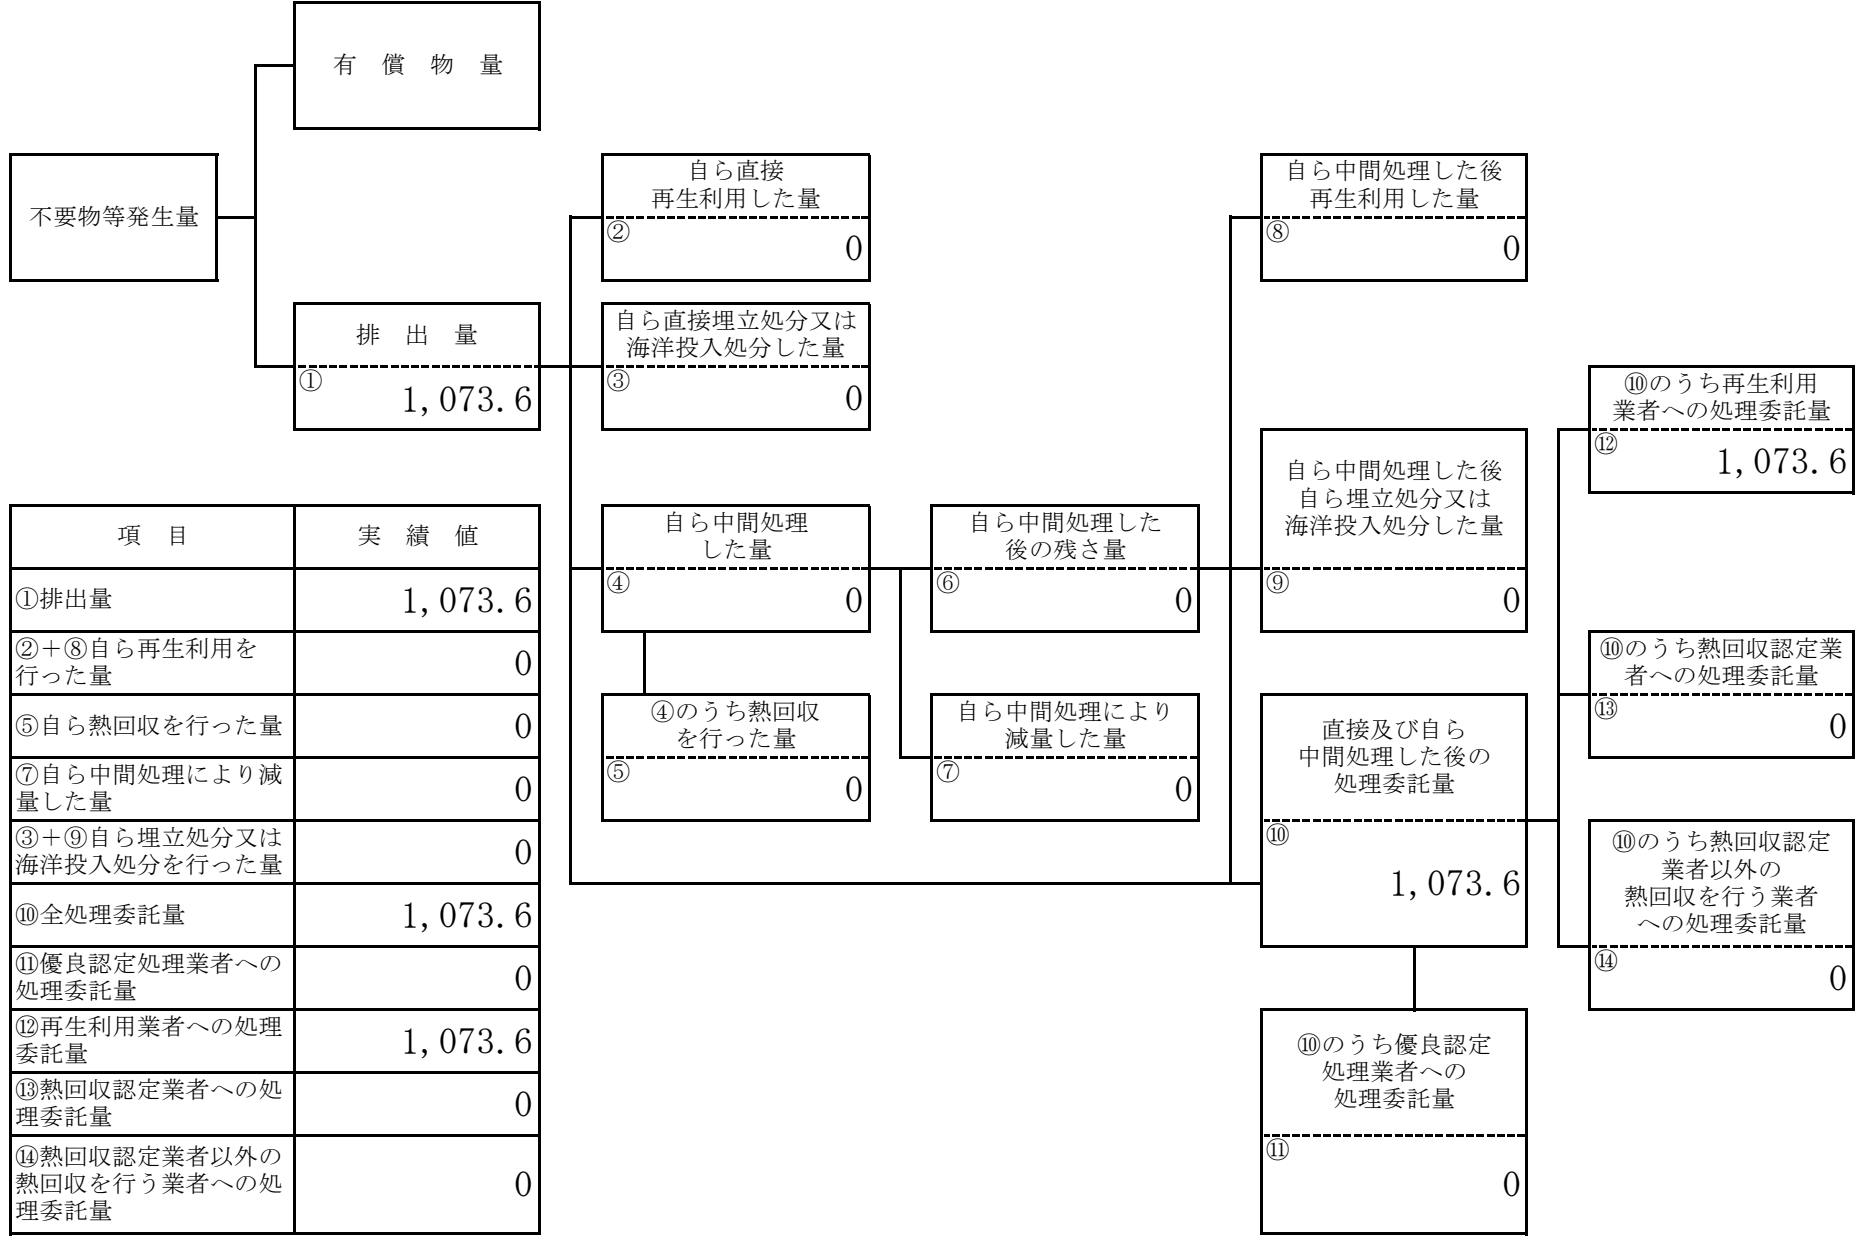 有　償　物　量
不要物等発生量
排　出　量
①
1,073.6
自ら直接
再生利用した量
②
0
自ら直接埋立処分又は
海洋投入処分した量
③
0
自ら中間処理
した量
④
0
④のうち熱回収
を行った量
⑤
0
自ら中間処理した
後の残さ量
⑥
0
自ら中間処理により
減量した量
⑦
0
自ら中間処理した後
再生利用した量
⑧
0
自ら中間処理した後
自ら埋立処分又は
海洋投入処分した量
⑨
0
直接及び自ら
中間処理した後の
処理委託量
⑩
1,073.6
⑩のうち優良認定
処理業者への
処理委託量
⑪
0
⑩のうち再生利用
業者への処理委託量
⑫
1,073.6
⑩のうち熱回収認定業
者への処理委託量
⑬
0
⑩のうち熱回収認定
業者以外の
熱回収を行う業者
への処理委託量
⑭
0
項　目　実　績　値
①排出量　1,073.6
②＋⑧自ら再生利用を
行った量
0
⑤自ら熱回収を行った量　0
⑦自ら中間処理により減
量した量
0
③＋⑨自ら埋立処分又は
海洋投入処分を行った量
0
⑩全処理委託量　1,073.6
⑪優良認定処理業者への
処理委託量
0
⑫再生利用業者への処理
委託量
1,073.6
⑬熱回収認定業者への処
理委託量
0
⑭熱回収認定業者以外の
熱回収を行う業者への処
理委託量
0